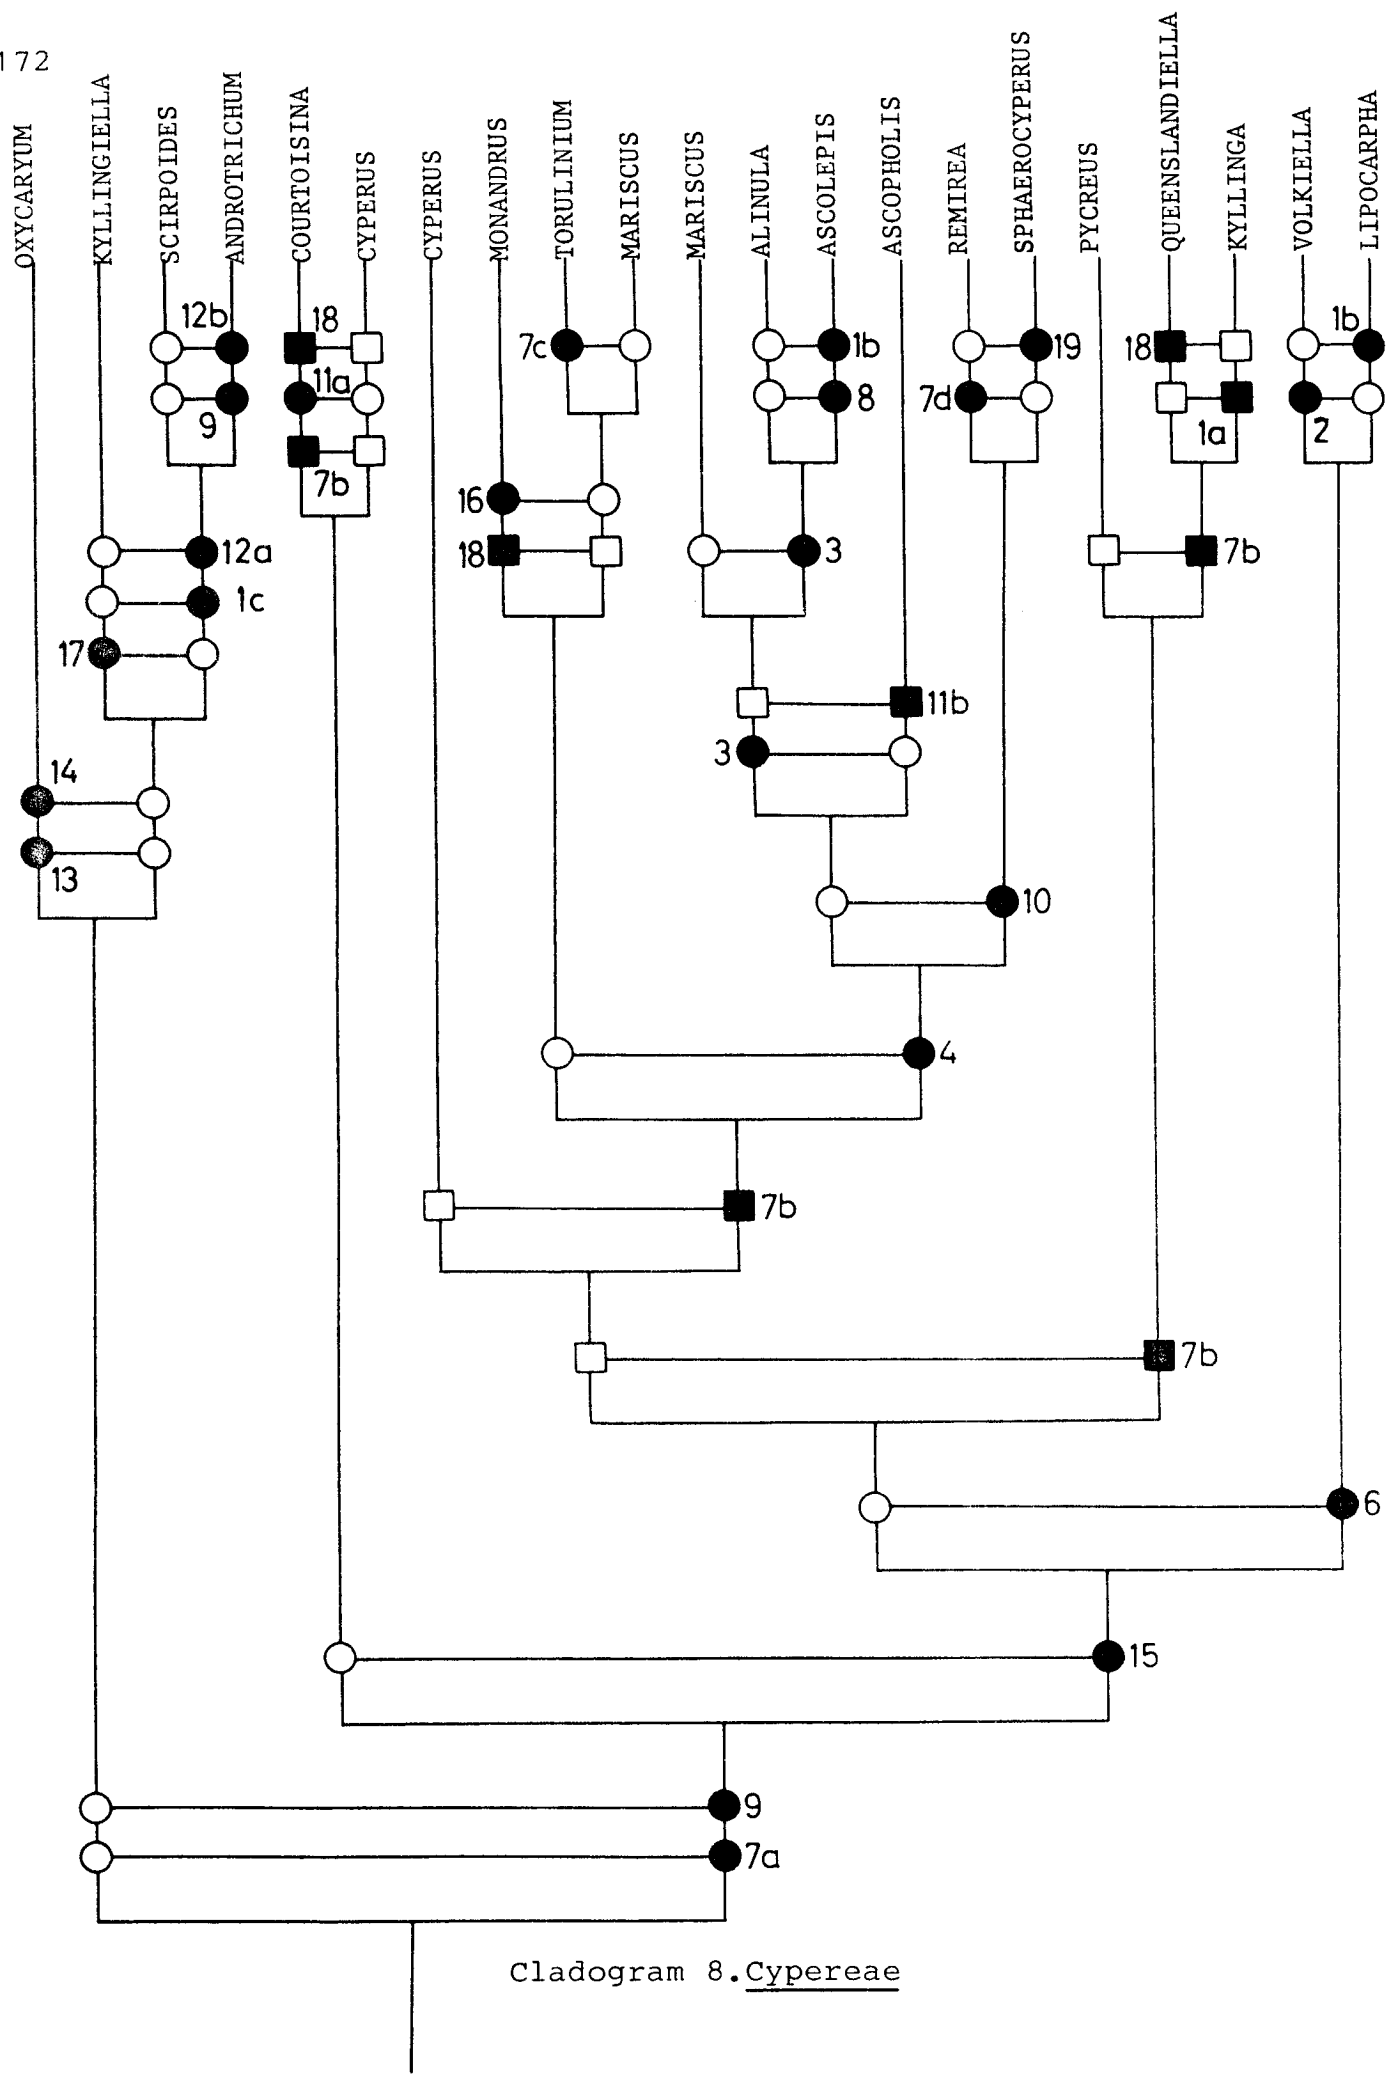 172
OXYCARYUM
KYLLINGIELLA
SCIRPOIDES
ANDROTRICHUM
COURTOISINA
CYPERUS
CYPERUS
MONANDRUS
TORULINIUM
MARISCUS
MARISCUS
ALINULA
ASCOLEPIS
ASCOPHOLIS
REMIREA
SPHAEROCYPERUS
PYCREUS
QUEENSLANDIELLA
KYLLINGA
VOLKIELLA
LIPOCARPHA
12b 18 7c 1b 19 18 1b
9 11a 8 7d 1a 2
7b
16
12a 18 3 7b
1c
17
11b
3
14
13
10
4
7b
7b
6
15
9
7a
Cladogram 8. Cypereae